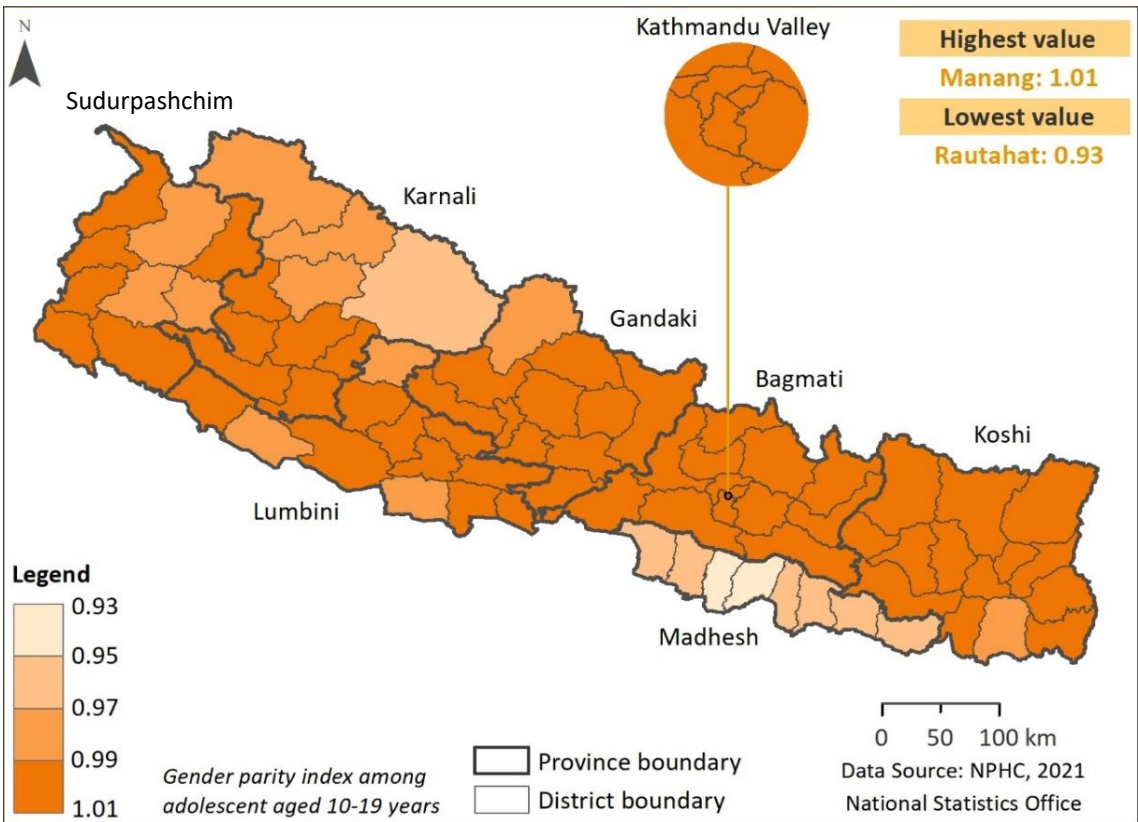 Kathmandu Valley
Highest value
Manang: 1.01
Lowest value
Rautahat: 0.93
N
Sudurpashchim
Karnali
Gandaki
Bagmati
Koshi
Lumbini
Madhesh
Legend
0.93
0.95
0.97
0.99
1.01
Gender parity index among
adolescent aged 10-19 years
Province boundary
District boundary
0 50 100 km
Data Source: NPHC, 2021
National Statistics Office